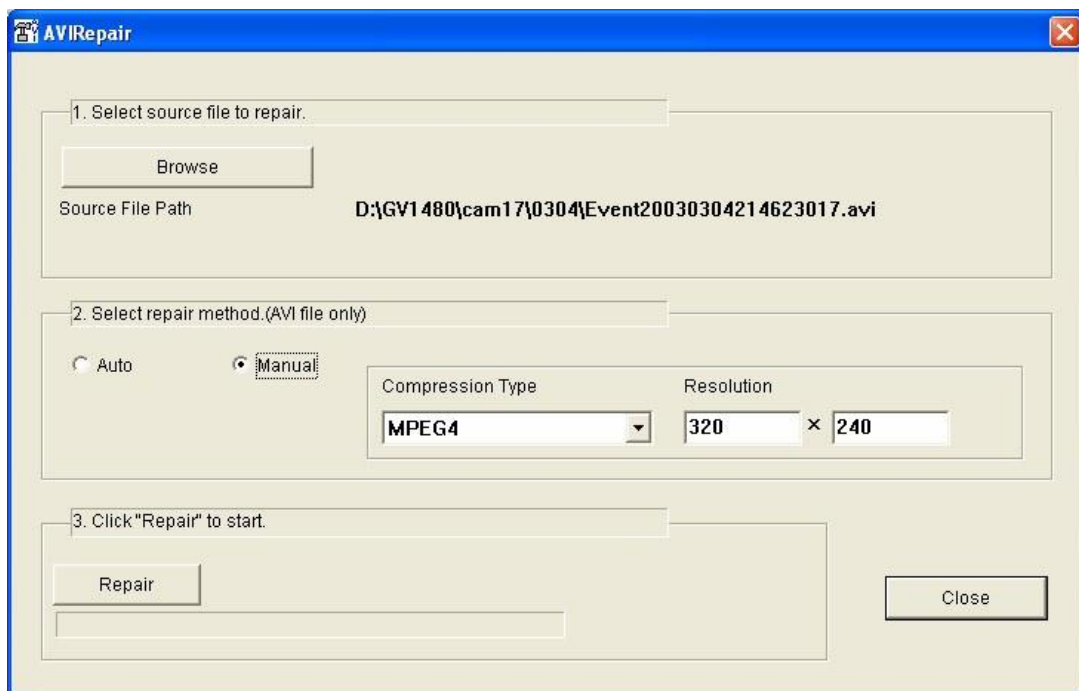 AVIRepair
1. Select source file to repair.
Browse
Source File Path D:\GV1480\cam17\0304\Event20030304214623017.avi
2. Select repair method.(AVI file only)
Auto Manual
Compression Type Resolution
MPEG4 320 × 240
3. Click "Repair" to start.
Repair
Close